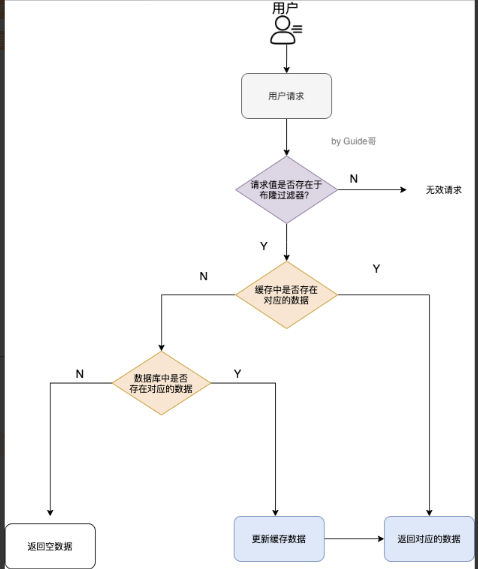 用户
用户请求
by Guide哥
请求值是否存在于
布隆过滤器?
N
无效请求
Y
N
Y
缓存中是否存在
对应的数据
N
数据库中是否
存在对应的数据
Y
返回空数据
更新缓存数据
返回对应的数据